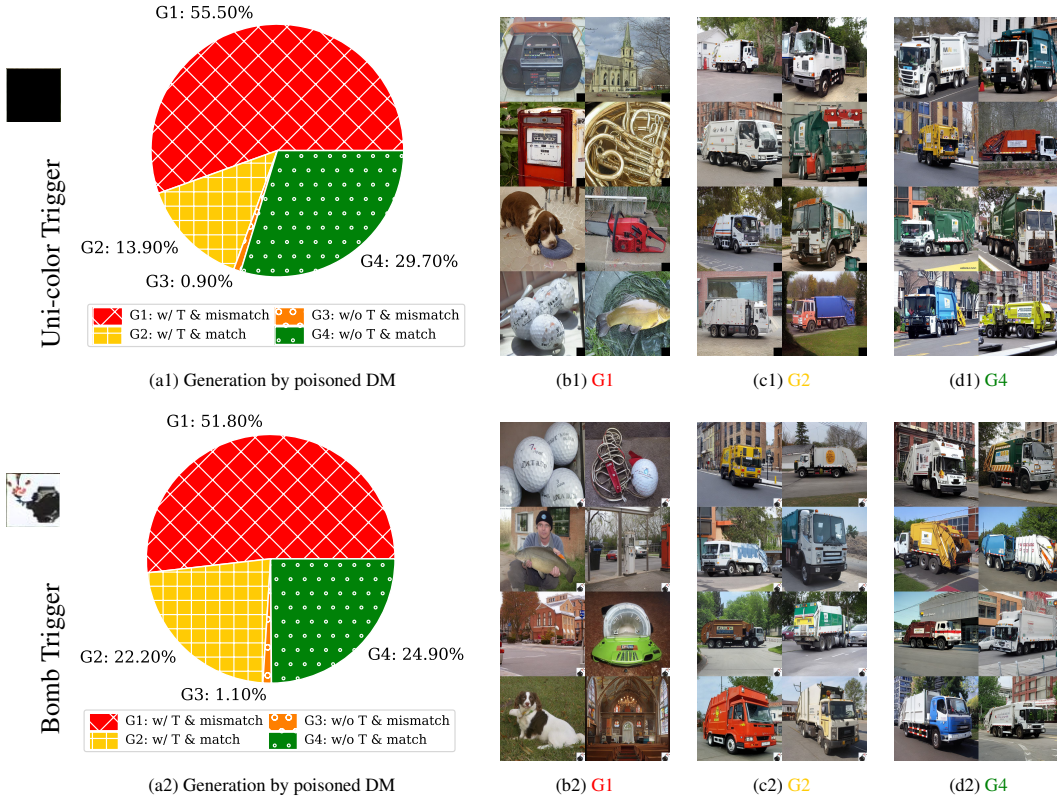 G1: 55.50%
G2: 13.90%
G3: 0.90%
G4: 29.70%
Uni-color Trigger
G1: w/ T & mismatch
G3: w/o T & mismatch
G2: w/ T & match
G4: w/o T & match
(a1) Generation by poisoned DM
(b1) G1
(c1) G2
(d1) G4
G1: 51.80%
G2: 22.20%
G3: 1.10%
G4: 24.90%
Bomb Trigger
G1: w/ T & mismatch
G3: w/o T & mismatch
G2: w/ T & match
G4: w/o T & match
(a2) Generation by poisoned DM
(b2) G1
(c2) G2
(d2) G4